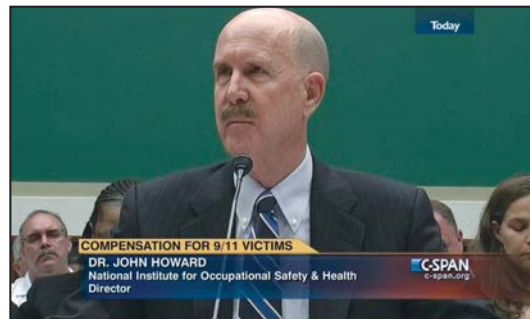 Today
COMPENSATION FOR 9/11 VICTIMS
DR. JOHN HOWARD
National Institute for Occupational Safety & Health
Director
C-SPAN
c-span.org